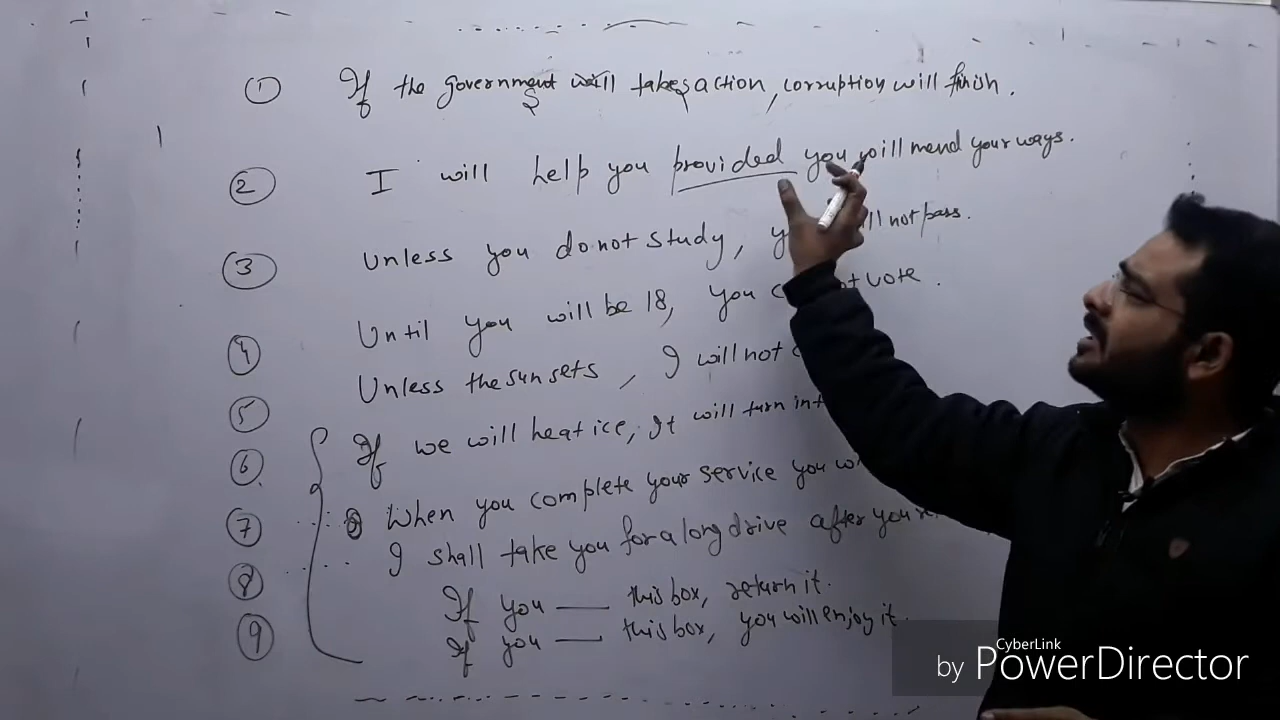 ① If the government will takes action, corruption will finish.
② I will help you provided you will mend your ways.
③ Unless you do not study, will not pass.
④ Until you will be 18, you vote.
⑤ Unless the sun sets, I will not
⑥ If we will heat ice, It will turn
⑦ When you complete your service you
⑧ I shall take you for a long drive after you
⑨ If you ___ this box, return it.
If you ___ this box, you will enjoy it.
CyberLink
by PowerDirector